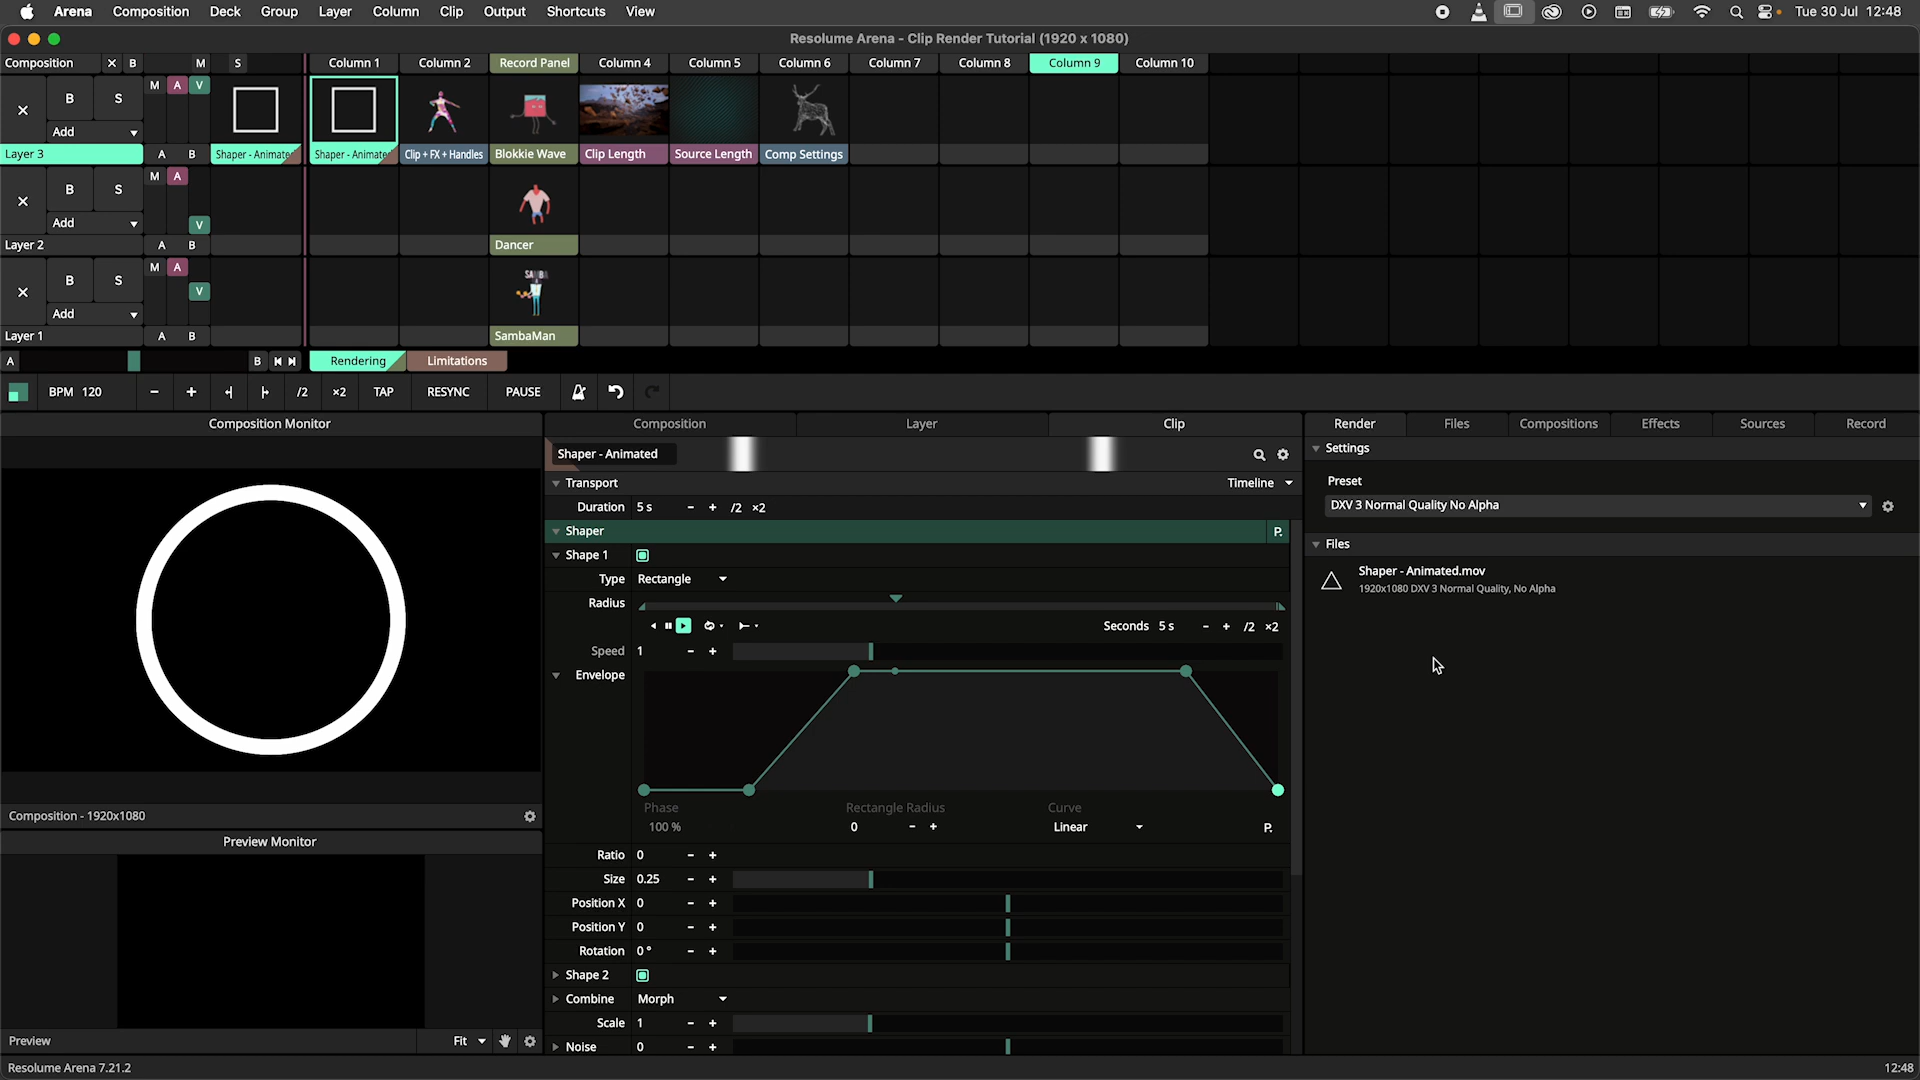 Arena Composition Deck Group Layer Column Clip Output Shortcuts View Tue 30 Jul 12:48
Resolume Arena - Clip Render Tutorial (1920 x 1080)
Composition X B M S Column 1 Column 2 Record Panel Column 4 Column 5 Column 6 Column 7 Column 8 Column 9 Column 10
M A V
B S
Add
Layer 3 A B Shaper - Animate Shaper - Animate Clip + FX + Handles Blokkie Wave Clip Length Source Length Comp Settings
M A
B S
Add V
Layer 2 A B Dancer
M A
B S
V
Add
Layer 1 A B SambaMan
A B Rendering Limitations
BPM 120 - + /2 ×2 TAP RESYNC PAUSE
Composition Monitor Composition Layer Clip Render Files Compositions Effects Sources Record
Shaper - Animated
Settings
Transport Timeline
Preset
Duration 5 s - + /2 ×2
DXV 3 Normal Quality No Alpha
Shaper P.
Files
Shape 1
Shaper - Animated.mov
Type Rectangle
1920x1080 DXV 3 Normal Quality, No Alpha
Radius
Seconds 5 s - + /2 ×2
Speed 1 - +
Envelope
Phase Rectangle Radius Curve
100 % 0 - + Linear P.
Composition - 1920x1080
Preview Monitor
Ratio 0 - +
Size 0.25 - +
Position X 0 - +
Position Y 0 - +
Rotation 0 ° - +
Shape 2
Combine Morph
Scale 1 - +
Preview Fit
Noise 0 - +
Resolume Arena 7.21.2 12:48